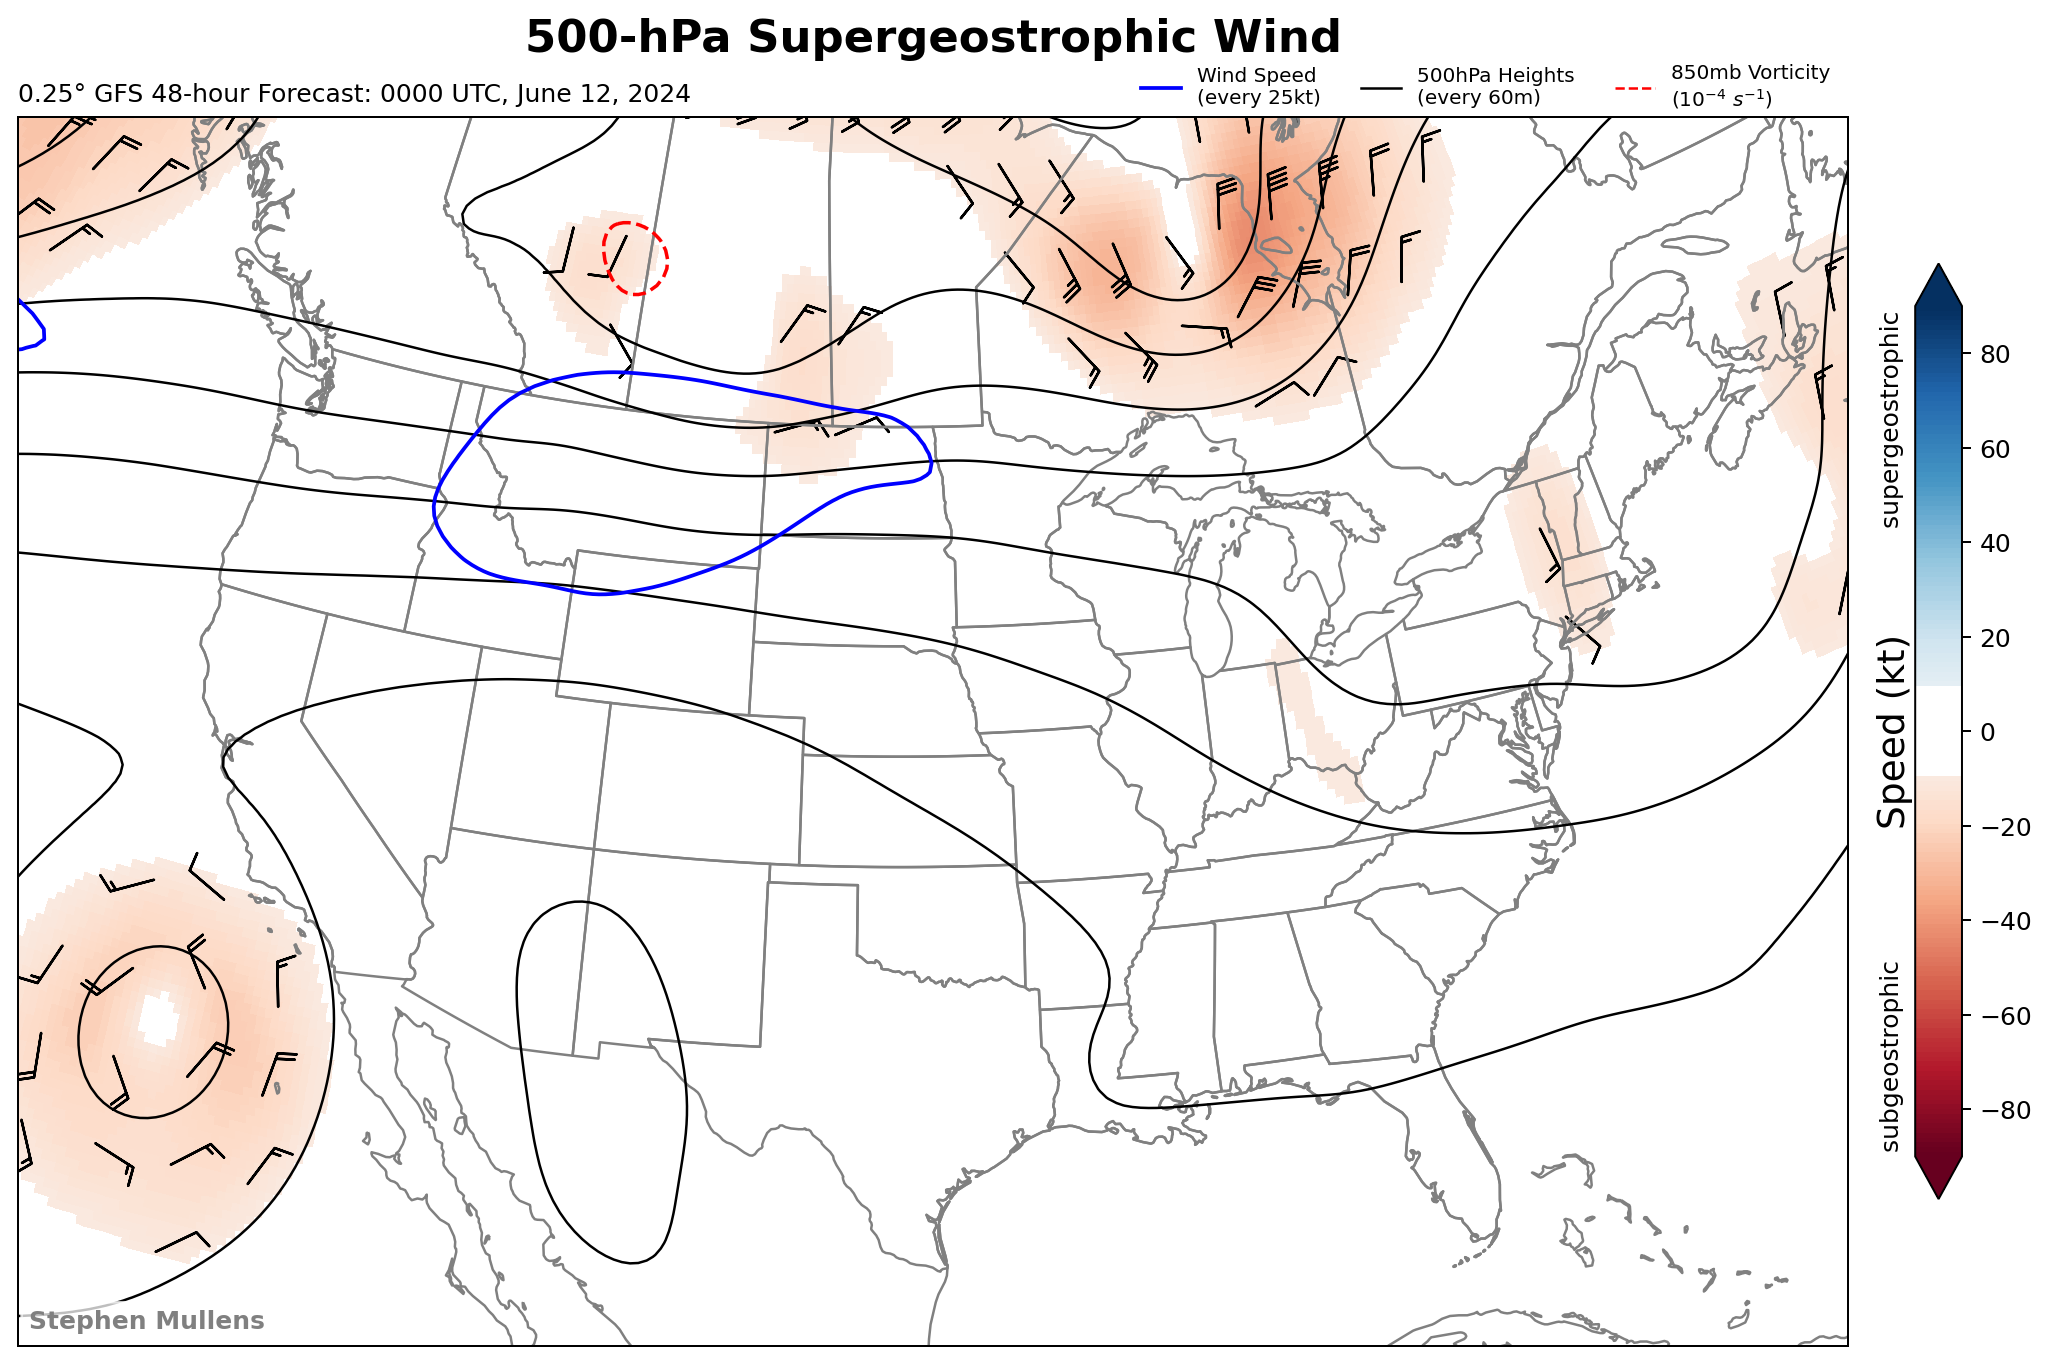 500-hPa Supergeostrophic Wind
0.25° GFS 48-hour Forecast: 0000 UTC, June 12, 2024
Wind Speed
(every 25kt)
500hPa Heights
(every 60m)
850mb Vorticity
(10⁻⁴ s⁻¹)
supergeostrophic
Speed (kt)
subgeostrophic
80
60
40
20
0
−20
−40
−60
−80
Stephen Mullens